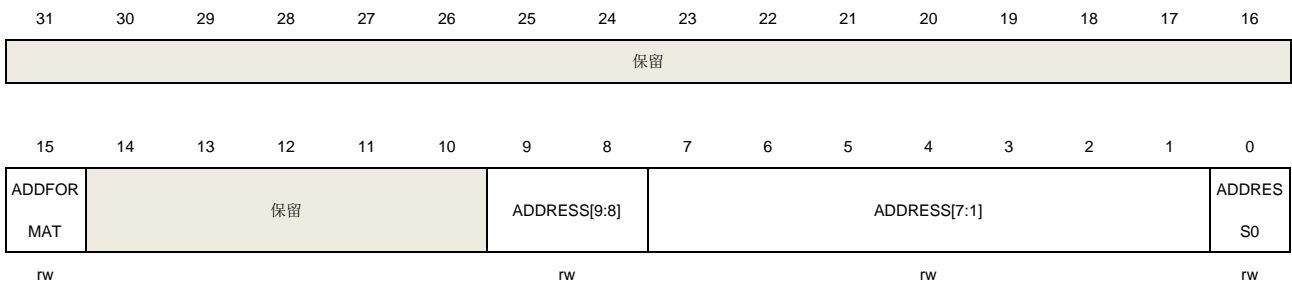 31 30 29 28 27 26 25 24 23 22 21 20 19 18 17 16
保留
15 14 13 12 11 10 9 8 7 6 5 4 3 2 1 0
ADDFOR
MAT
保留
ADDRESS[9:8]
ADDRESS[7:1]
ADDRES
S0
rw rw rw rw